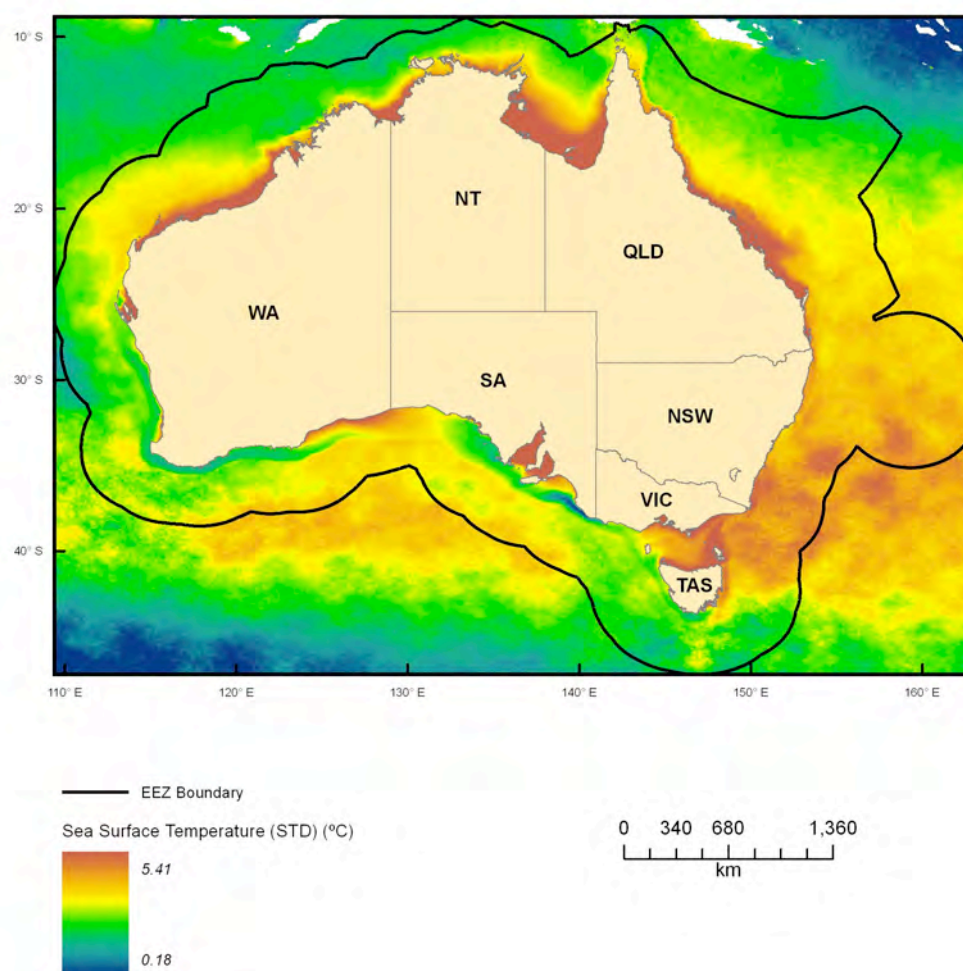 10° S
20° S
30° S
40° S
NT
QLD
WA
SA
NSW
VIC
TAS
110° E
120° E
130° E
140° E
150° E
160° E
EEZ Boundary
Sea Surface Temperature (STD) (ºC)
5.41
0.18
0 340 680 1,360
km